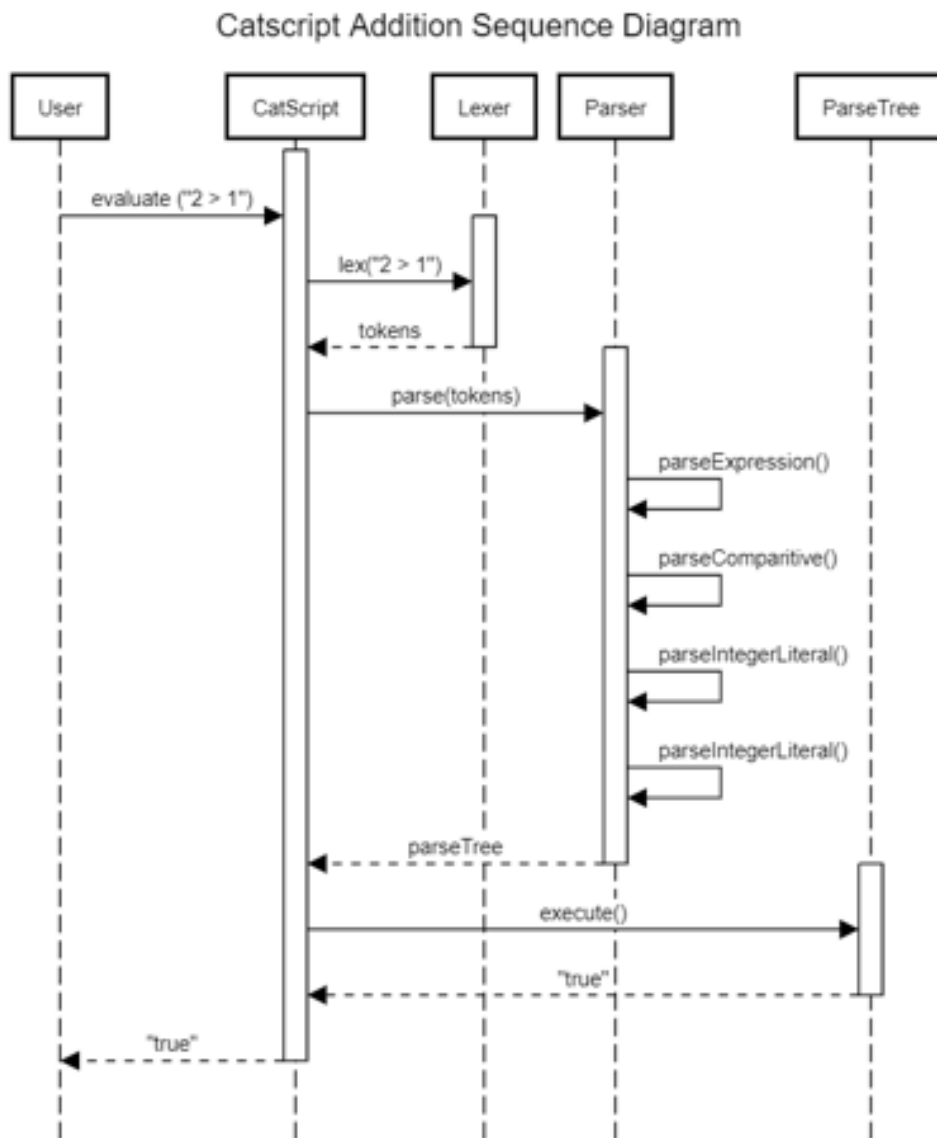 Catscript Addition Sequence Diagram
User
CatScript
Lexer
Parser
ParseTree
evaluate ("2 > 1")
lex("2 > 1")
tokens
parse(tokens)
parseExpression()
parseComparitive()
parseIntegerLiteral()
parseIntegerLiteral()
parseTree
execute()
"true"
"true"